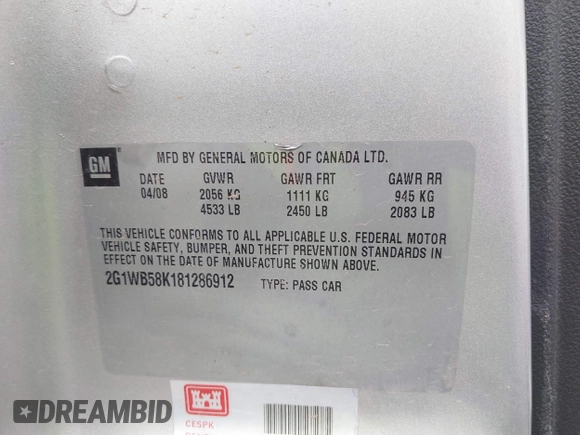 GM
MFD BY GENERAL MOTORS OF CANADA LTD.
DATE GVWR GAWR FRT GAWR RR
04/08 2056 KG 1111 KG 945 KG
4533 LB 2450 LB 2083 LB
THIS VEHICLE CONFORMS TO ALL APPLICABLE U.S. FEDERAL MOTOR
VEHICLE SAFETY, BUMPER, AND THEFT PREVENTION STANDARDS IN
EFFECT ON THE DATE OF MANUFACTURE SHOWN ABOVE.
2G1WB58K181286912 TYPE: PASS CAR
CESPK
DREAMBID